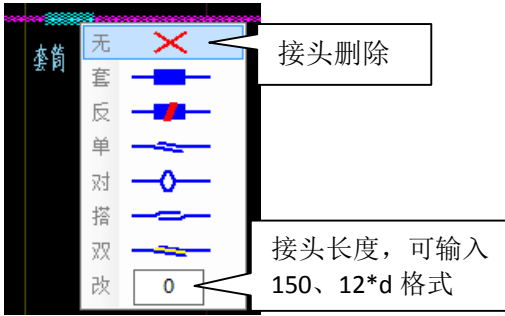 套筒
无
接头删除
套
反
单
对
搭
双
改 0
接头长度，可输入
150、12*d 格式